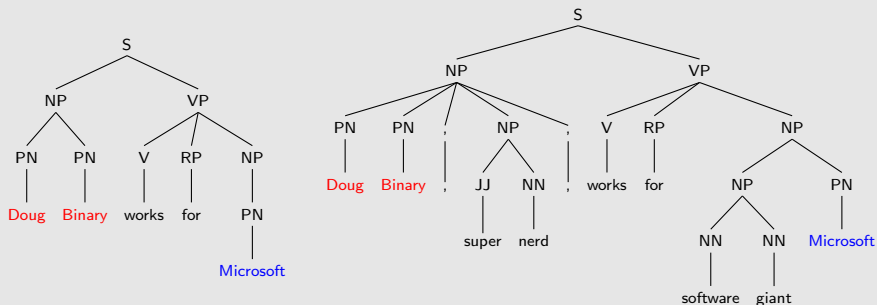 S
S
NP
VP
NP
VP
PN PN V RP NP
PN PN , NP , V RP NP
Doug Binary works for PN
Doug Binary , JJ NN , works for NP PN
Microsoft
super nerd NN NN Microsoft
software giant